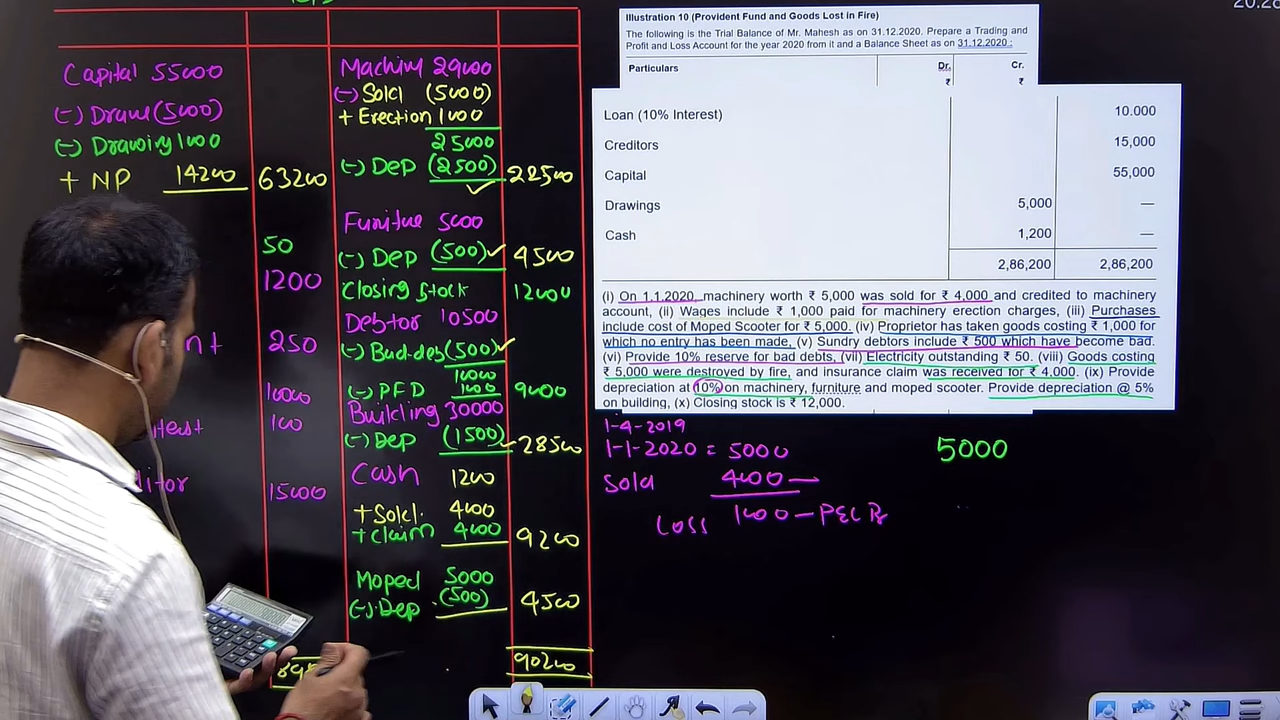 20:28
Capital 55000
(-) Draw (5000)
(-) Drawing 1000
+ NP 14200 63200
50
1200
nt 250
10000
100
ditor 15000
Machin 29000
(-) Sold (5000)
+ Erection 1000
25000
(-) Dep (2500) 22500
Furnitue 5000
(-) Dep (500) 4500
Closing Stock 12000
Debtor 10500
(-) Bad-deb (500)
10000
(-) P.F.D 1000 9000
Building 30000
(-) Dep (1500) 28500
Cash 1200
+ Sold. 4000
+ Claim 4000 9200
Moped 5000
(-) Dep (500) 4500
90200
Illustration 10 (Provident Fund and Goods Lost in Fire)
The following is the Trial Balance of Mr. Mahesh as on 31.12.2020. Prepare a Trading and
Profit and Loss Account for the year 2020 from it and a Balance Sheet as on 31.12.2020 :
Particulars Dr. Cr.
₹ ₹
Loan (10% Interest) 10.000
Creditors 15,000
Capital 55,000
Drawings 5,000 —
Cash 1,200 —
2,86,200 2,86,200
(i) On 1.1.2020, machinery worth ₹ 5,000 was sold for ₹ 4,000 and credited to machinery
account, (ii) Wages include ₹ 1,000 paid for machinery erection charges, (iii) Purchases
include cost of Moped Scooter for ₹ 5,000. (iv) Proprietor has taken goods costing ₹ 1,000 for
which no entry has been made, (v) Sundry debtors include ₹ 500 which have become bad.
(vi) Provide 10% reserve for bad debts, (vii) Electricity outstanding ₹ 50. (viii) Goods costing
₹ 5,000 were destroyed by fire, and insurance claim was received for ₹ 4,000. (ix) Provide
depreciation at 10% on machinery, furniture and moped scooter. Provide depreciation @ 5%
on building, (x) Closing stock is ₹ 12,000.
1-4-2019
1-1-2020 = 5000
Sold 4000 —
Loss 1000 — P&L Dr
5000